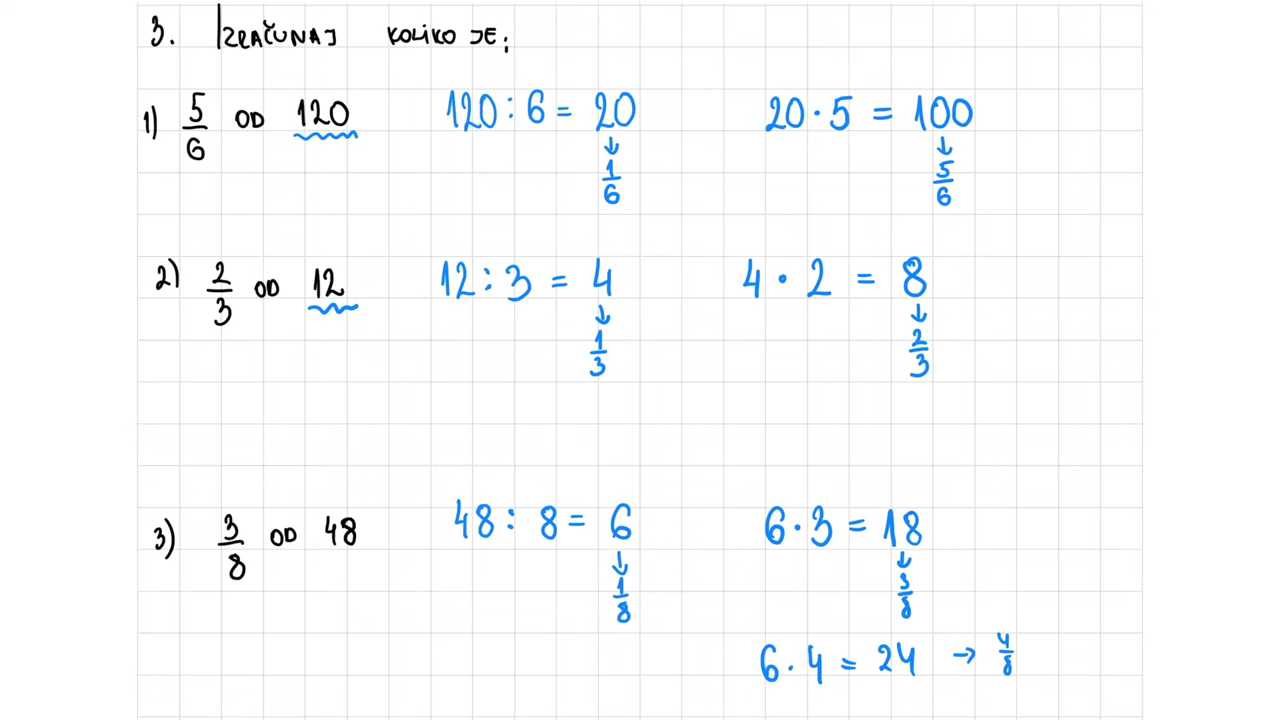 3. IZRAČUNAJ KOLIKO JE:
1) 5/6 OD 120 120 : 6 = 20 20 · 5 = 100
↓ 1/6 ↓ 5/6
2) 2/3 OD 12 12 : 3 = 4 4 · 2 = 8
↓ 1/3 ↓ 2/3
3) 3/8 OD 48 48 : 8 = 6 6 · 3 = 18
↓ 1/8 ↓ 3/8
6 · 4 = 24 → 4/8